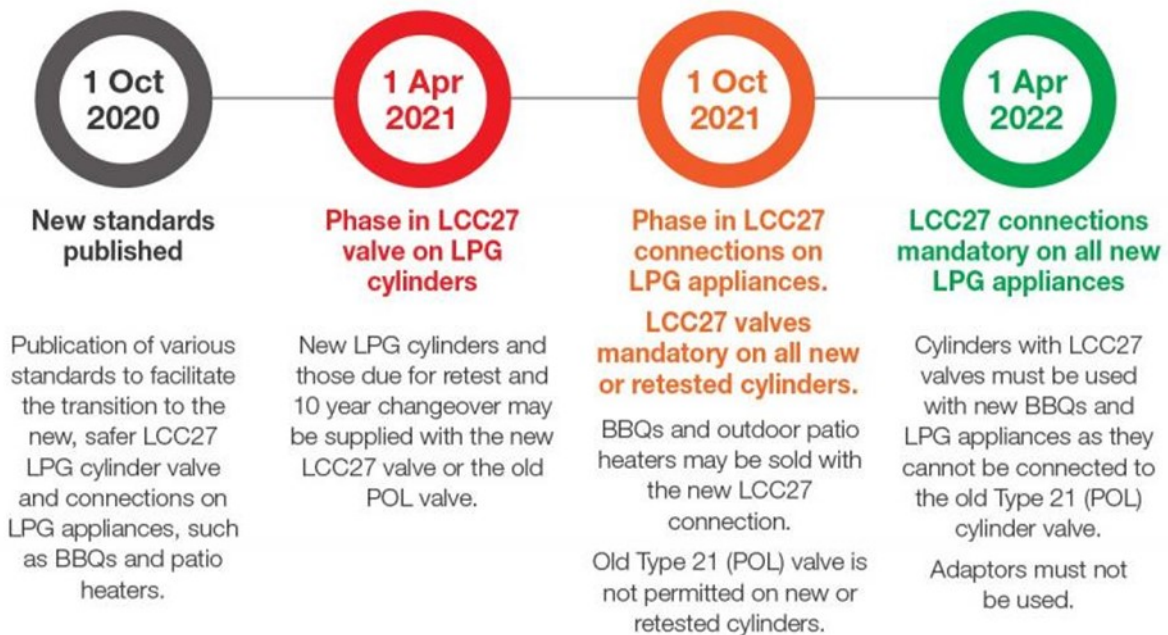 1 Oct
2020
New standards
published
Publication of various
standards to facilitate
the transition to the
new, safer LCC27
LPG cylinder valve
and connections on
LPG appliances, such
as BBQs and patio
heaters.
1 Apr
2021
Phase in LCC27
valve on LPG
cylinders
New LPG cylinders and
those due for retest and
10 year changeover may
be supplied with the new
LCC27 valve or the old
POL valve.
1 Oct
2021
Phase in LCC27
connections on
LPG appliances.
LCC27 valves
mandatory on all new
or retested cylinders.
BBQs and outdoor patio
heaters may be sold with
the new LCC27
connection.
Old Type 21 (POL) valve is
not permitted on new or
retested cylinders.
1 Apr
2022
LCC27 connections
mandatory on all new
LPG appliances
Cylinders with LCC27
valves must be used
with new BBQs and
LPG appliances as they
cannot be connected to
the old Type 21 (POL)
cylinder valve.
Adaptors must not
be used.